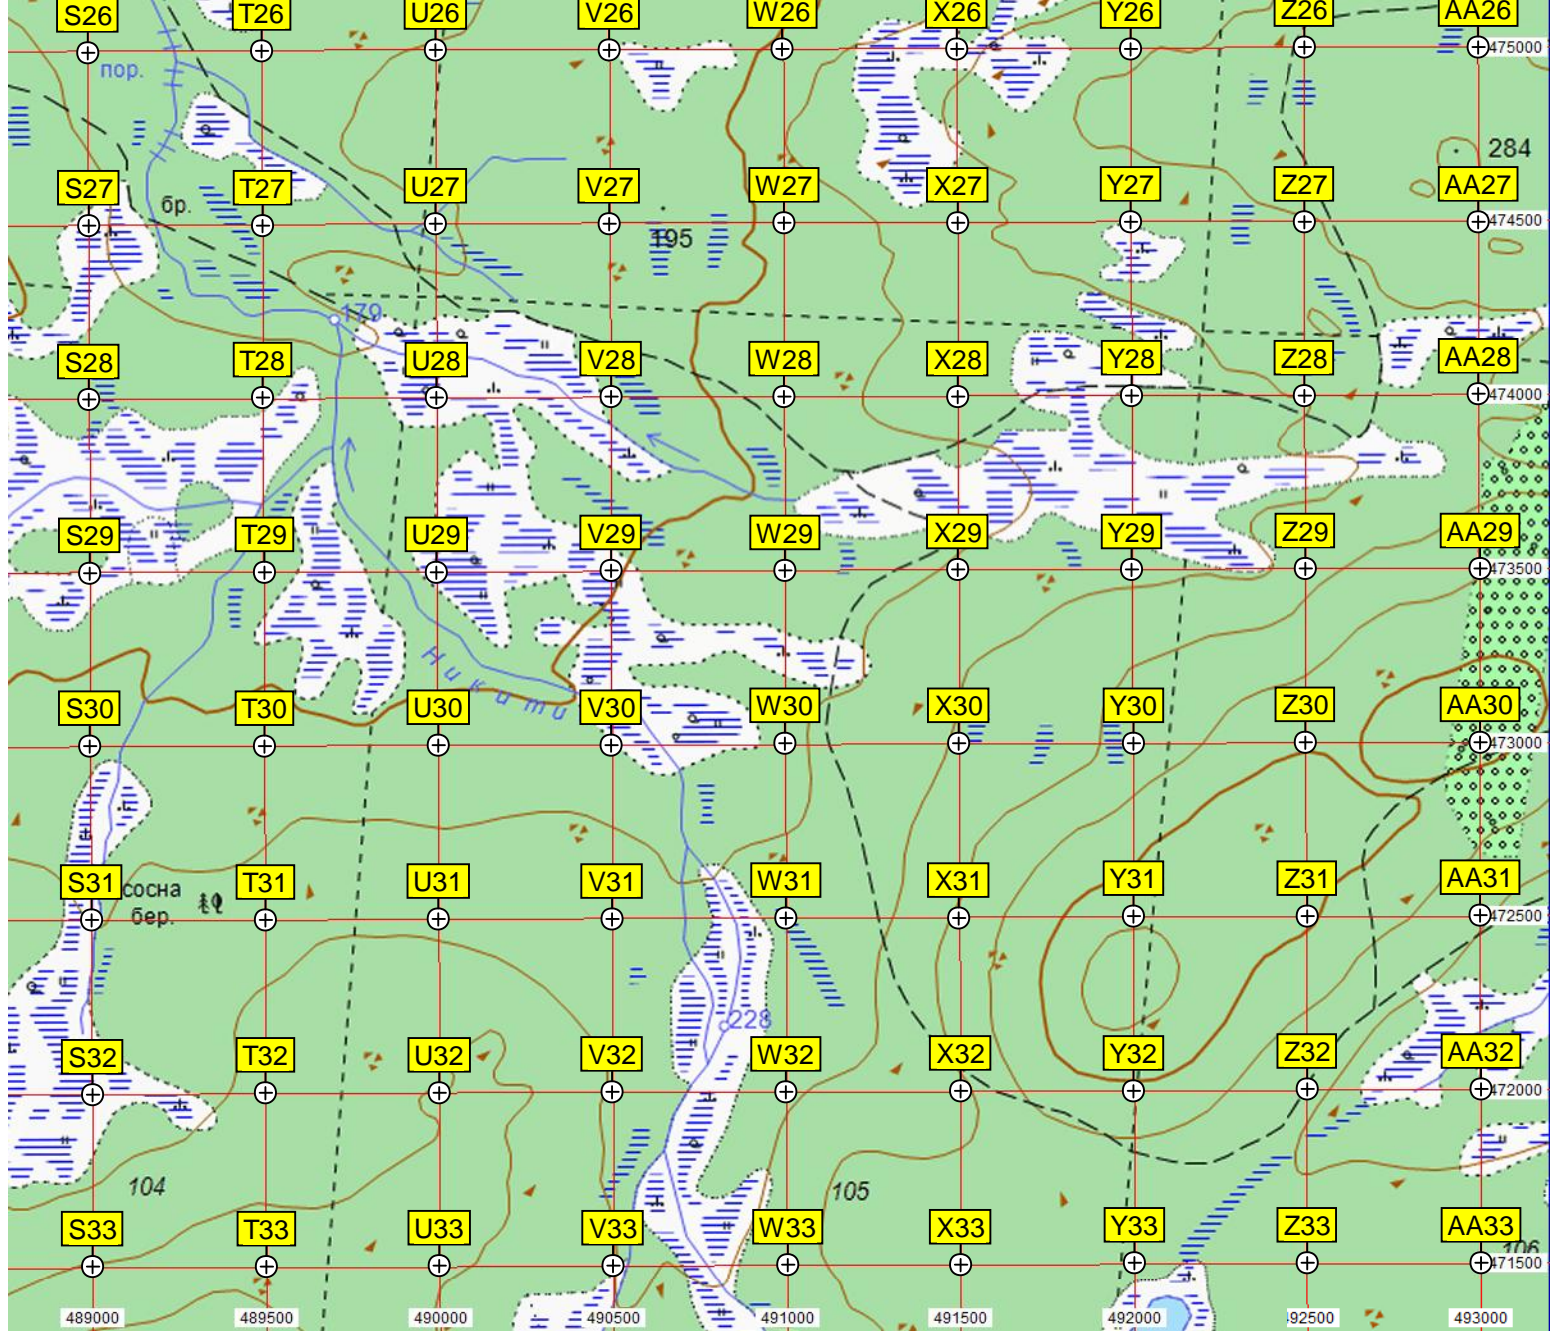 S26 T26 U26 V26 W26 X26 Y26 Z26 AA26
475000
пор.
284
S27 T27 U27 V27 W27 X27 Y27 Z27 AA27
бр.
474500
195
179
S28 T28 U28 V28 W28 X28 Y28 Z28 AA28
474000
S29 T29 U29 V29 W29 X29 Y29 Z29 AA29
473500
Никити
S30 T30 U30 V30 W30 X30 Y30 Z30 AA30
473000
S31 T31 U31 V31 W31 X31 Y31 Z31 AA31
сосна
бер.
472500
228
S32 T32 U32 V32 W32 X32 Y32 Z32 AA32
472000
104
105
S33 T33 U33 V33 W33 X33 Y33 Z33 AA33
106
471500
489000 489500 490000 490500 491000 491500 492000 492500 493000